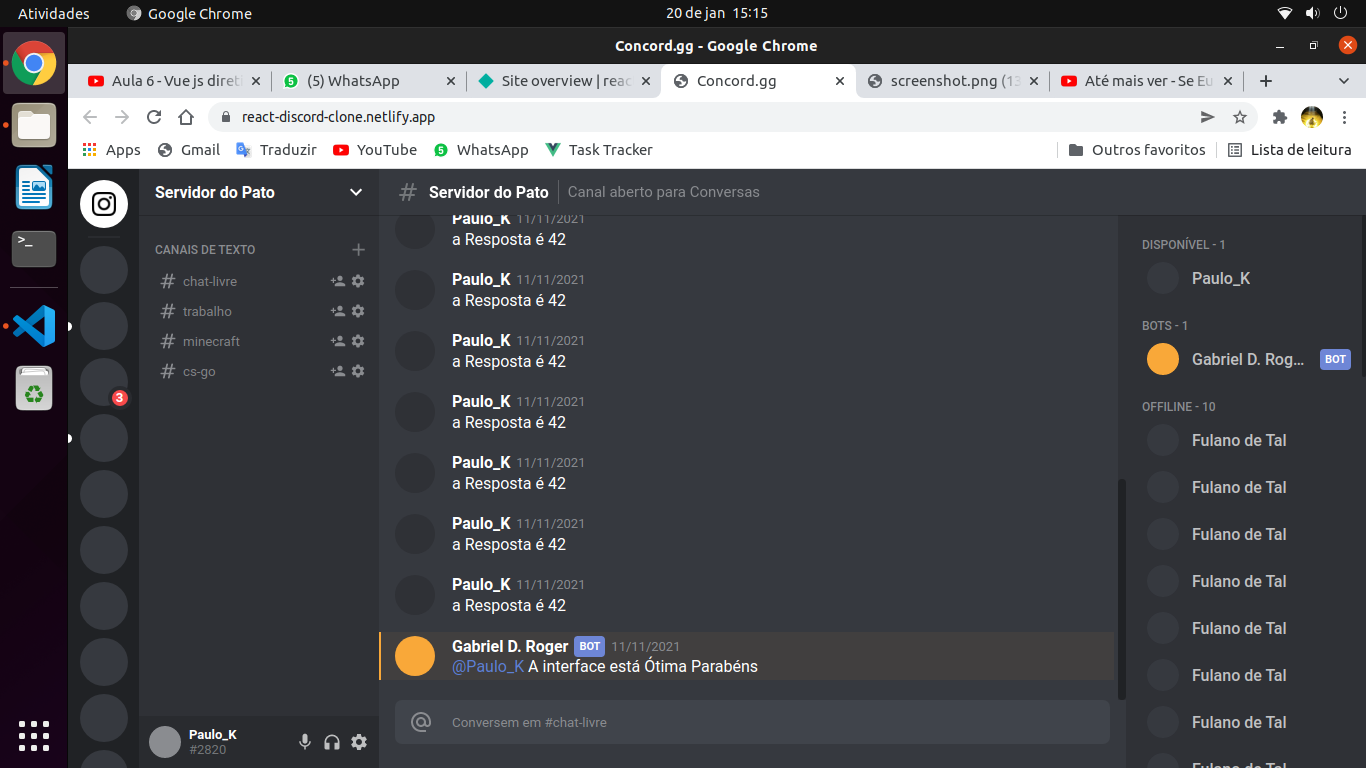 Atividades
Google Chrome
20 de jan 15:15
Concord.gg - Google Chrome
Aula 6 - Vue js diret
(5) WhatsApp
Site overview | reac
Concord.gg
screenshot.png (13
Até mais ver - Se Eu
react-discord-clone.netlify.app
Apps
Gmail
Traduzir
YouTube
WhatsApp
Task Tracker
Outros favoritos
Lista de leitura
3
Servidor do Pato
CANAIS DE TEXTO
chat-livre
trabalho
minecraft
cs-go
Paulo_K
#2820
# Servidor do Pato
Canal aberto para Conversas
Paulo_K 11/11/2021
a Resposta é 42
Paulo_K 11/11/2021
a Resposta é 42
Paulo_K 11/11/2021
a Resposta é 42
Paulo_K 11/11/2021
a Resposta é 42
Paulo_K 11/11/2021
a Resposta é 42
Paulo_K 11/11/2021
a Resposta é 42
Paulo_K 11/11/2021
a Resposta é 42
Gabriel D. Roger BOT 11/11/2021
@Paulo_K A interface está Ótima Parabéns
Conversem em #chat-livre
DISPONÍVEL - 1
Paulo_K
BOTS - 1
Gabriel D. Rog... BOT
OFFILINE - 10
Fulano de Tal
Fulano de Tal
Fulano de Tal
Fulano de Tal
Fulano de Tal
Fulano de Tal
Fulano de Tal
Fulano de Tal